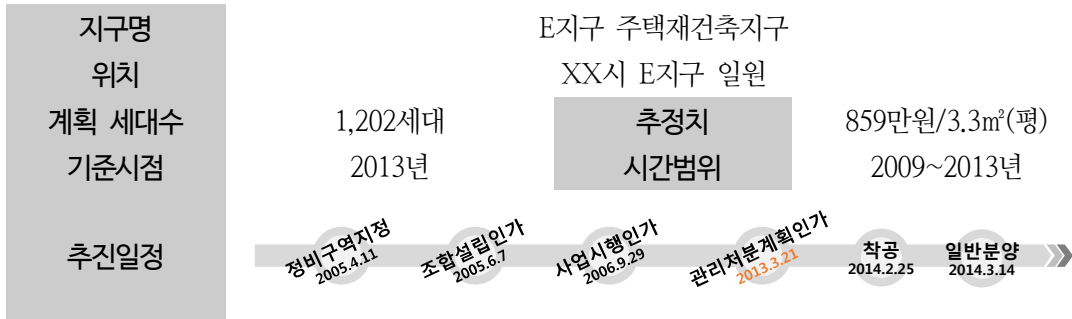 지구명 E지구 주택재건축지구
위치 XX시 E지구 일원
계획 세대수 1,202세대 추정치 859만원/3.3㎡(평)
기준시점 2013년 시간범위 2009~2013년
추진일정
정비구역지정
2005.4.11
조합설립인가
2005.6.7
사업시행인가
2006.9.29
관리처분계획인가
2013.3.21
착공
2014.2.25
일반분양
2014.3.14